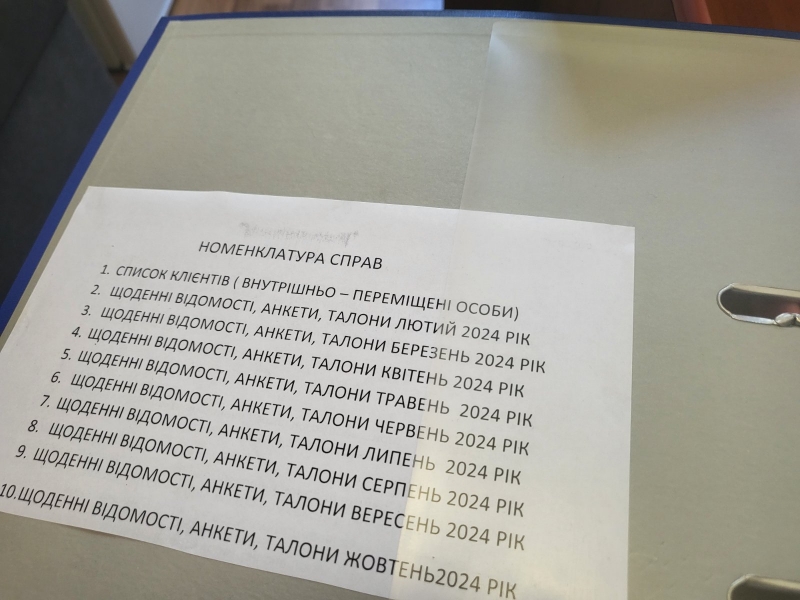 НОМЕНКЛАТУРА СПРАВ
1. СПИСОК КЛІЄНТІВ ( ВНУТРІШНЬО – ПЕРЕМІЩЕНІ ОСОБИ)
2. ЩОДЕННІ ВІДОМОСТІ, АНКЕТИ, ТАЛОНИ ЛЮТИЙ 2024 РІК
3. ЩОДЕННІ ВІДОМОСТІ, АНКЕТИ, ТАЛОНИ БЕРЕЗЕНЬ 2024 РІК
4. ЩОДЕННІ ВІДОМОСТІ, АНКЕТИ, ТАЛОНИ КВІТЕНЬ 2024 РІК
5. ЩОДЕННІ ВІДОМОСТІ, АНКЕТИ, ТАЛОНИ ТРАВЕНЬ 2024 РІК
6. ЩОДЕННІ ВІДОМОСТІ, АНКЕТИ, ТАЛОНИ ЧЕРВЕНЬ 2024 РІК
7. ЩОДЕННІ ВІДОМОСТІ, АНКЕТИ, ТАЛОНИ ЛИПЕНЬ 2024 РІК
8. ЩОДЕННІ ВІДОМОСТІ, АНКЕТИ, ТАЛОНИ СЕРПЕНЬ 2024 РІК
9. ЩОДЕННІ ВІДОМОСТІ, АНКЕТИ, ТАЛОНИ ВЕРЕСЕНЬ 2024 РІК
10.ЩОДЕННІ ВІДОМОСТІ, АНКЕТИ, ТАЛОНИ ЖОВТЕНЬ2024 РІК